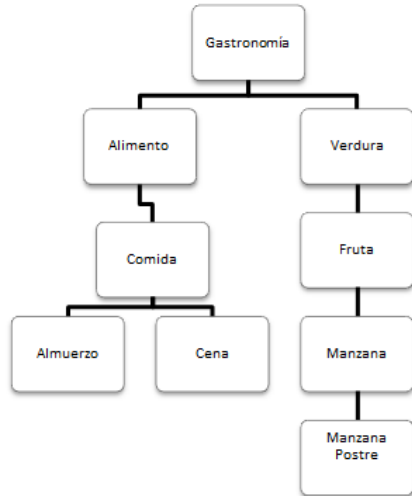 Gastronomía
Alimento
Verdura
Comida
Fruta
Almuerzo
Cena
Manzana
Manzana
Postre